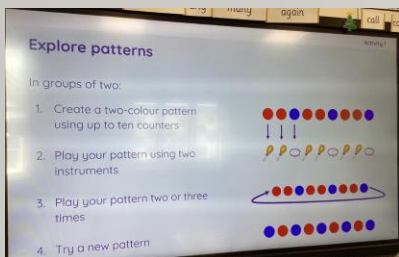 many
again
call
Explore patterns
Activity 1
In groups of two:
1. Create a two-colour pattern
using up to ten counters
2. Play your pattern using two
instruments
3. Play your pattern two or three
times
4. Try a new pattern